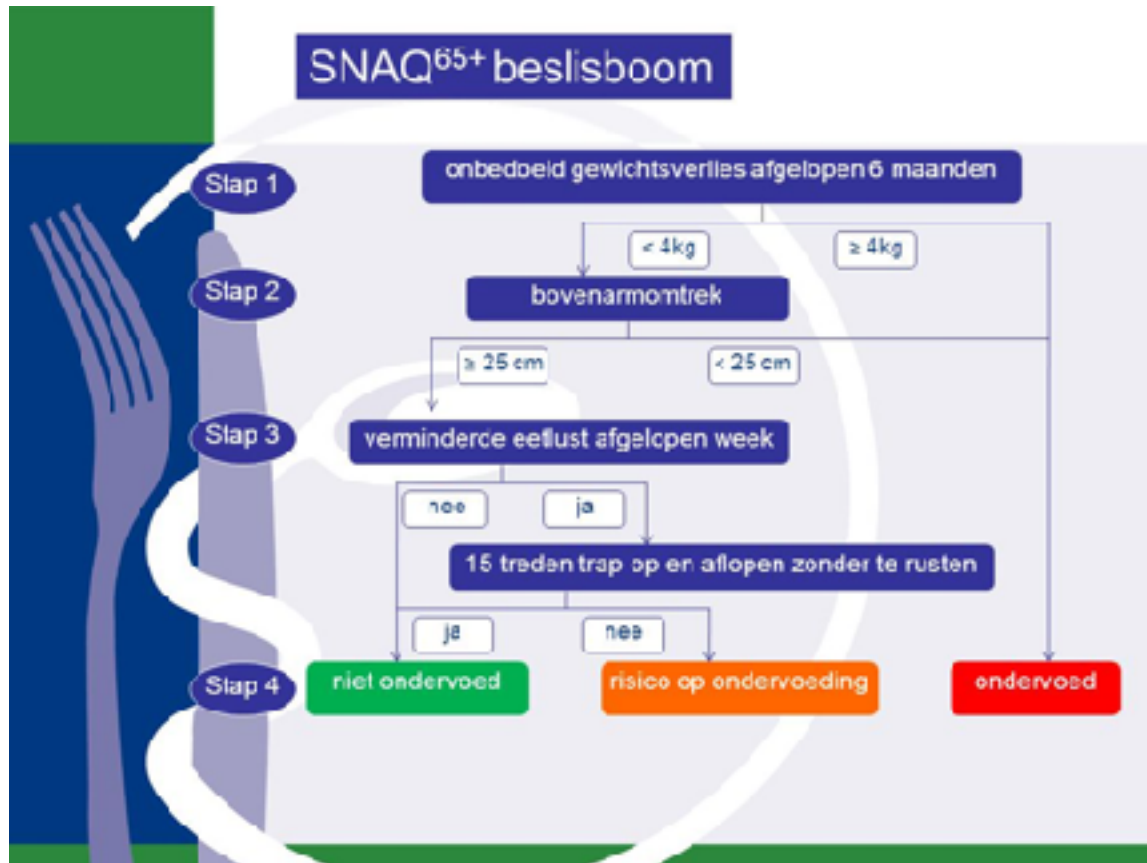 SNAQ65+ beslisboom
Stap 1
onbedoeld gewichtsverlies afgelopen 6 maanden
< 4kg
≥ 4kg
Stap 2
bovenarmomtrek
≥ 25 cm
< 25 cm
Stap 3
verminderde eetlust afgelopen week
nee
ja
15 treden trap op en aflopen zonder te rusten
ja
nee
Stap 4
niet ondervoed
risico op ondervoeding
ondervoed